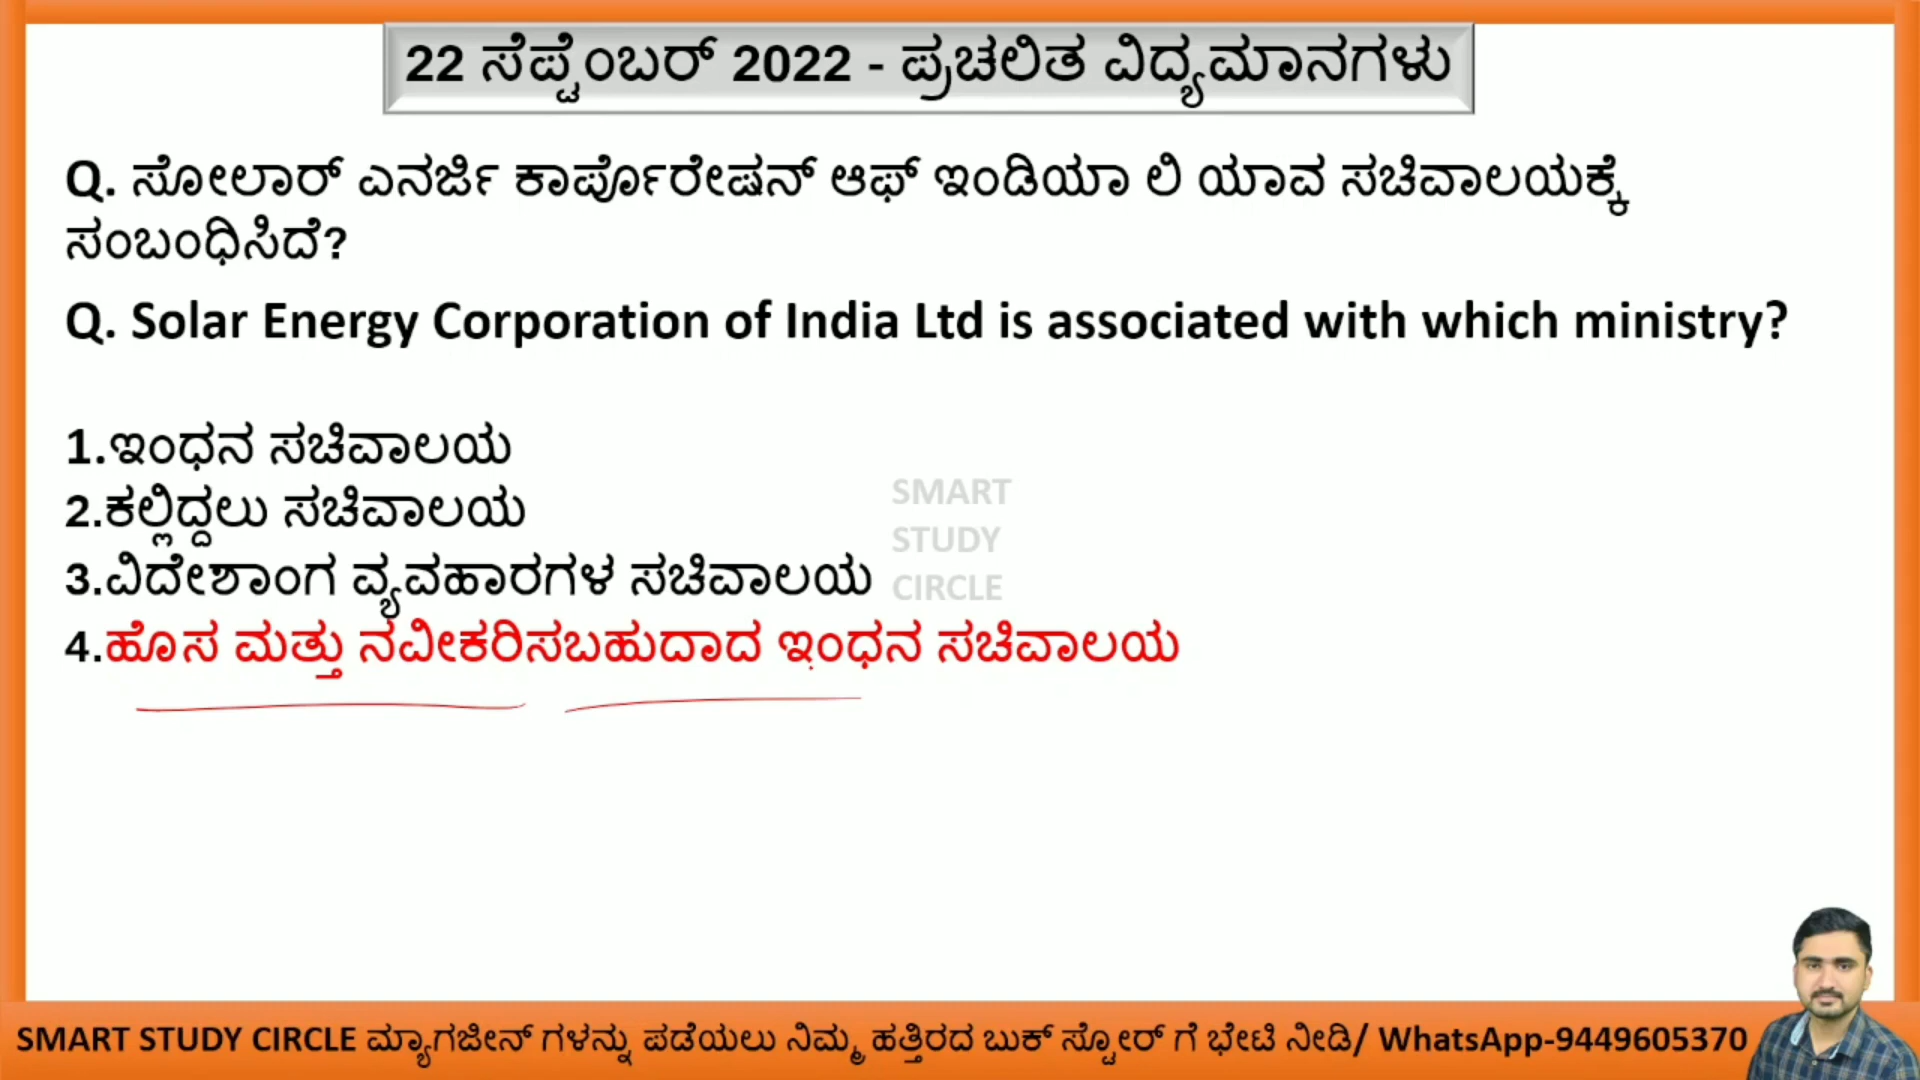 22 ಸೆಪ್ಟೆಂಬರ್ 2022 - ಪ್ರಚಲಿತ ವಿದ್ಯಮಾನಗಳು
Q. ಸೋಲಾರ್ ಎನರ್ಜಿ ಕಾರ್ಪೊರೇಷನ್ ಆಫ್ ಇಂಡಿಯಾ ಲಿ ಯಾವ ಸಚಿವಾಲಯಕ್ಕೆ
ಸಂಬಂಧಿಸಿದೆ?
Q. Solar Energy Corporation of India Ltd is associated with which ministry?
1.ಇಂಧನ ಸಚಿವಾಲಯ
2.ಕಲ್ಲಿದ್ದಲು ಸಚಿವಾಲಯ
3.ವಿದೇಶಾಂಗ ವ್ಯವಹಾರಗಳ ಸಚಿವಾಲಯ
4.ಹೊಸ ಮತ್ತು ನವೀಕರಿಸಬಹುದಾದ ಇಂಧನ ಸಚಿವಾಲಯ
SMART
STUDY
CIRCLE
SMART STUDY CIRCLE ಮ್ಯಾಗಜೀನ್ ಗಳನ್ನು ಪಡೆಯಲು ನಿಮ್ಮ ಹತ್ತಿರದ ಬುಕ್ ಸ್ಟೋರ್ ಗೆ ಭೇಟಿ ನೀಡಿ/ WhatsApp-9449605370